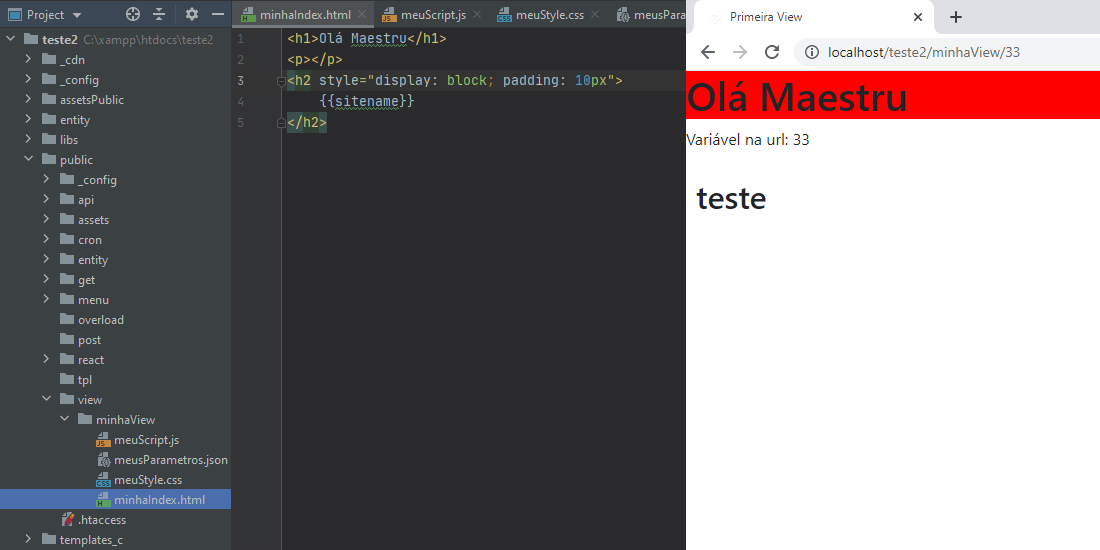 Project
teste2 C:\xampp\htdocs\teste2
_cdn
_config
assetsPublic
entity
libs
public
_config
api
assets
cron
entity
get
menu
overload
post
react
tpl
view
minhaView
meuScript.js
meusParametros.json
meuStyle.css
minhaIndex.html
.htaccess
templates_c
minhaIndex.html meuScript.js meuStyle.css meusPara
1 <h1>Olá Maestru</h1>
2 <p></p>
3 <h2 style="display: block; padding: 10px">
4 {{sitename}}
5 </h2>
Primeira View
localhost/teste2/minhaView/33
Olá Maestru
Variável na url: 33
teste